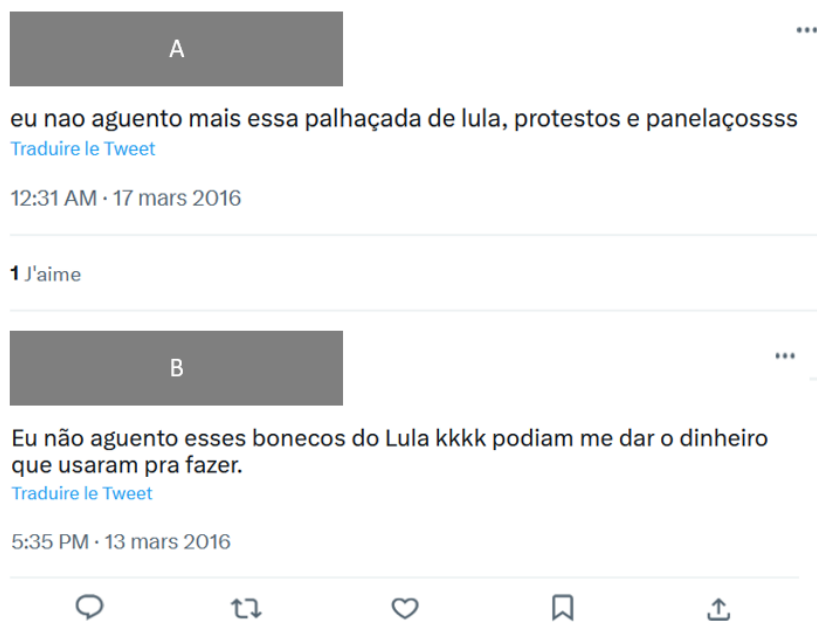 A
eu nao aguento mais essa palhaçada de lula, protestos e panelaçossss
Traduire le Tweet
12:31 AM · 17 mars 2016
1 J'aime
B
Eu não aguento esses bonecos do Lula kkkk podiam me dar o dinheiro
que usaram pra fazer.
Traduire le Tweet
5:35 PM · 13 mars 2016